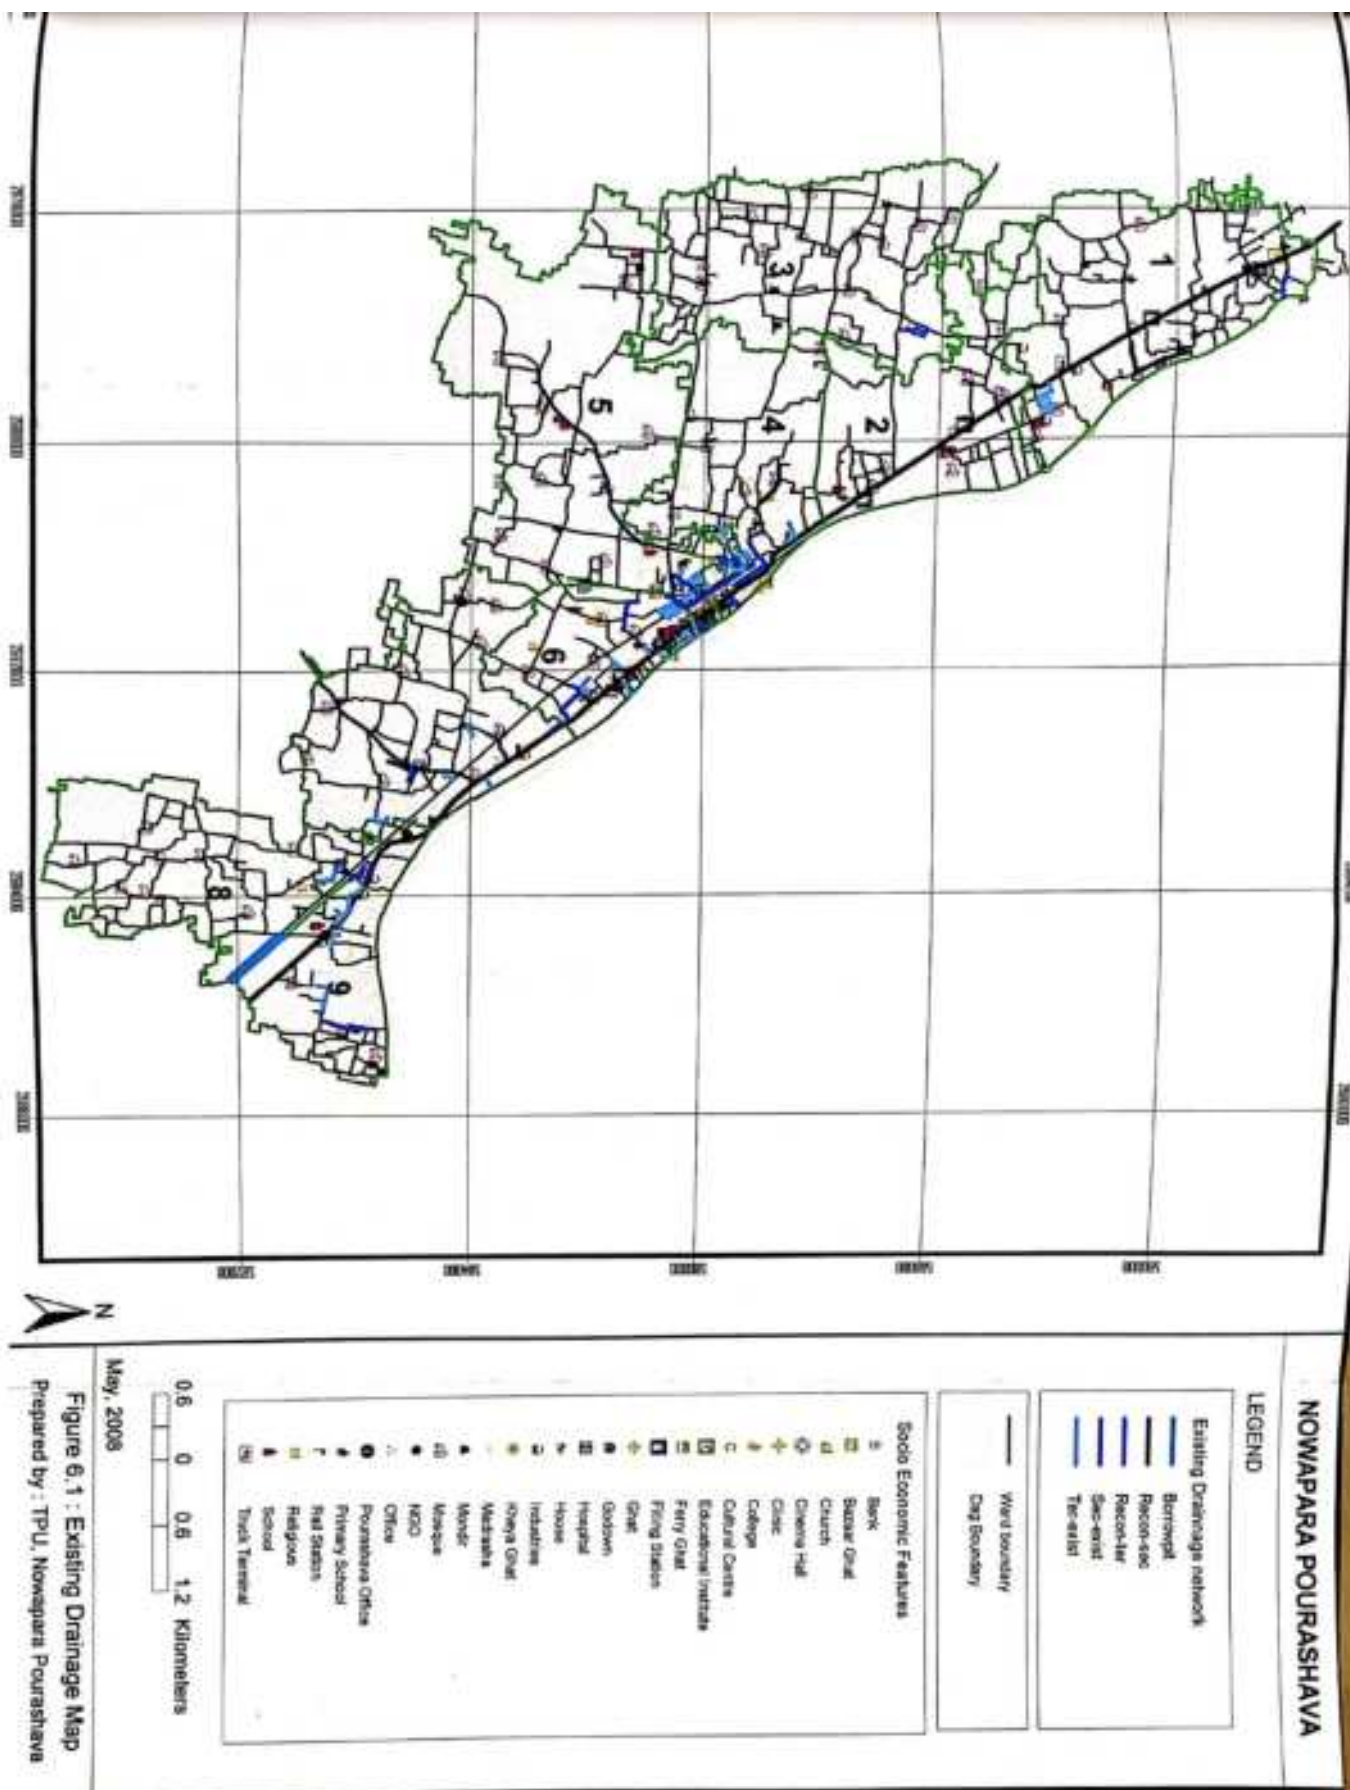 NOWAPARA POURASHAVA
LEGEND
Existing Drainage network
Borrowpit
Recon-sec
Recon-ter
Sec-exist
Ter-exist
Ward boundary
Dag Boundary
Socio Economic Features
Bank
Bazaar Ghat
Church
Cinema Hall
Clinic
College
Cultural Centre
Educational Institute
Ferry Ghat
Filing Station
Ghat
Godown
Hospital
House
Industries
Kheya Ghat
Madrasha
Mondir
Mosque
NGO
Office
Pourashava Office
Primary School
Rail Station
Religious
School
Truck Terminal
0.6 0 0.6 1.2 Kilometers
May, 2008
Figure 6.1 : Existing Drainage Map
Prepared by : TPU, Nowapara Pourashava
N
1
3
2
4
5
6
8
9